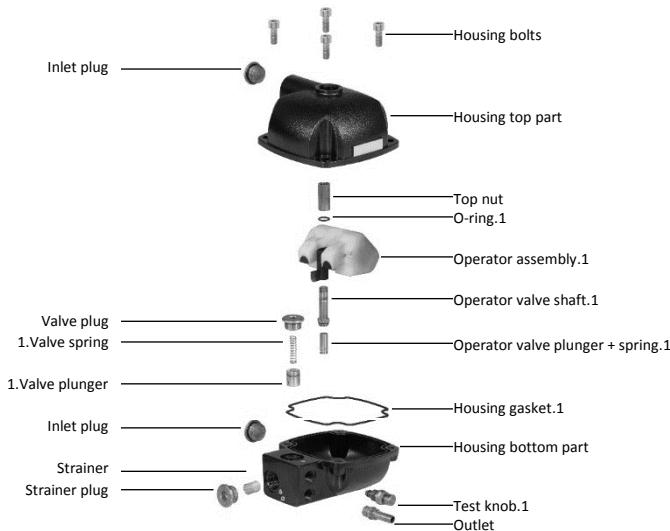 Housing bolts
Inlet plug
Housing top part
Top nut
O-ring.1
Operator assembly.1
Operator valve shaft.1
Valve plug
1.Valve spring
Operator valve plunger + spring.1
1.Valve plunger
Housing gasket.1
Inlet plug
Housing bottom part
Strainer
Strainer plug
Test knob.1
Outlet